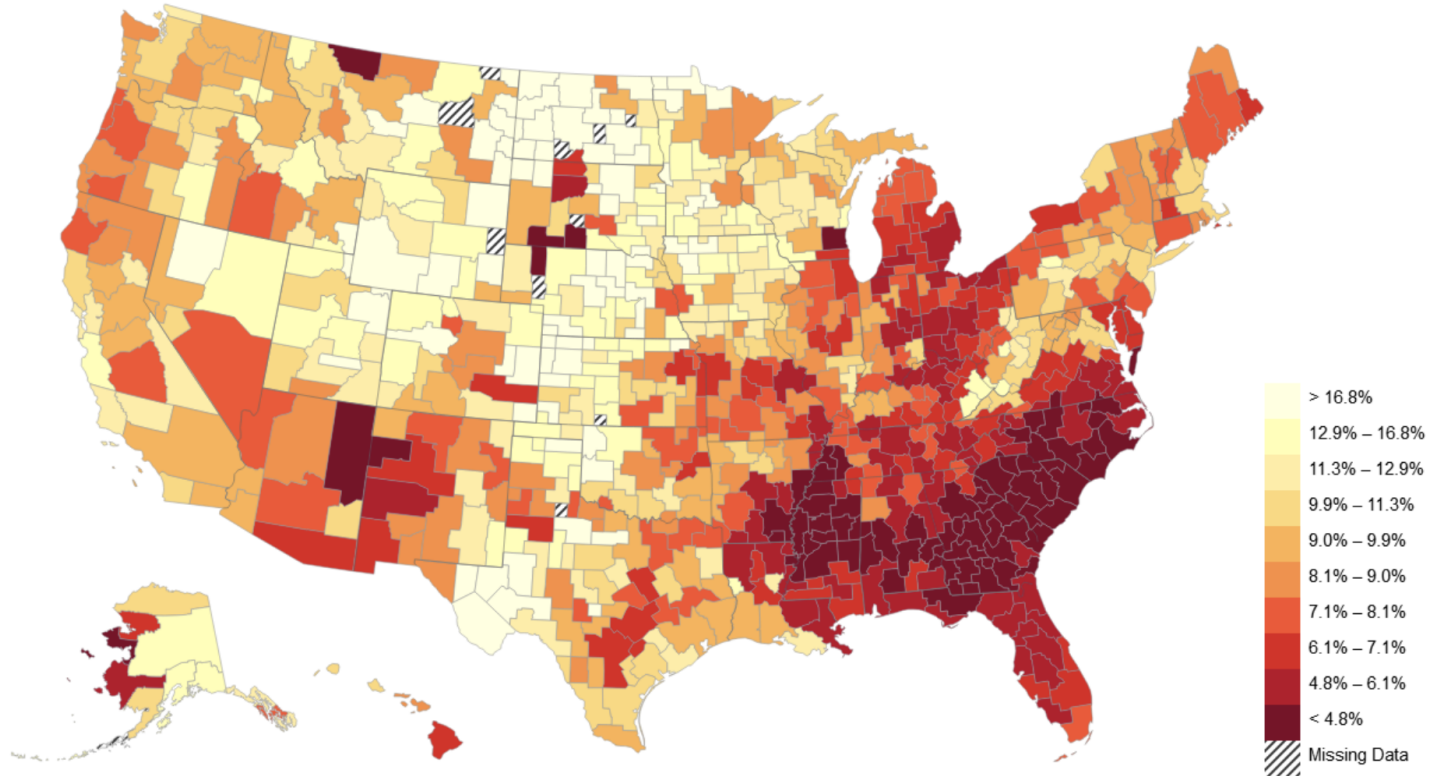 > 16.8%
12.9% – 16.8%
11.3% – 12.9%
9.9% – 11.3%
9.0% – 9.9%
8.1% – 9.0%
7.1% – 8.1%
6.1% – 7.1%
4.8% – 6.1%
< 4.8%
Missing Data